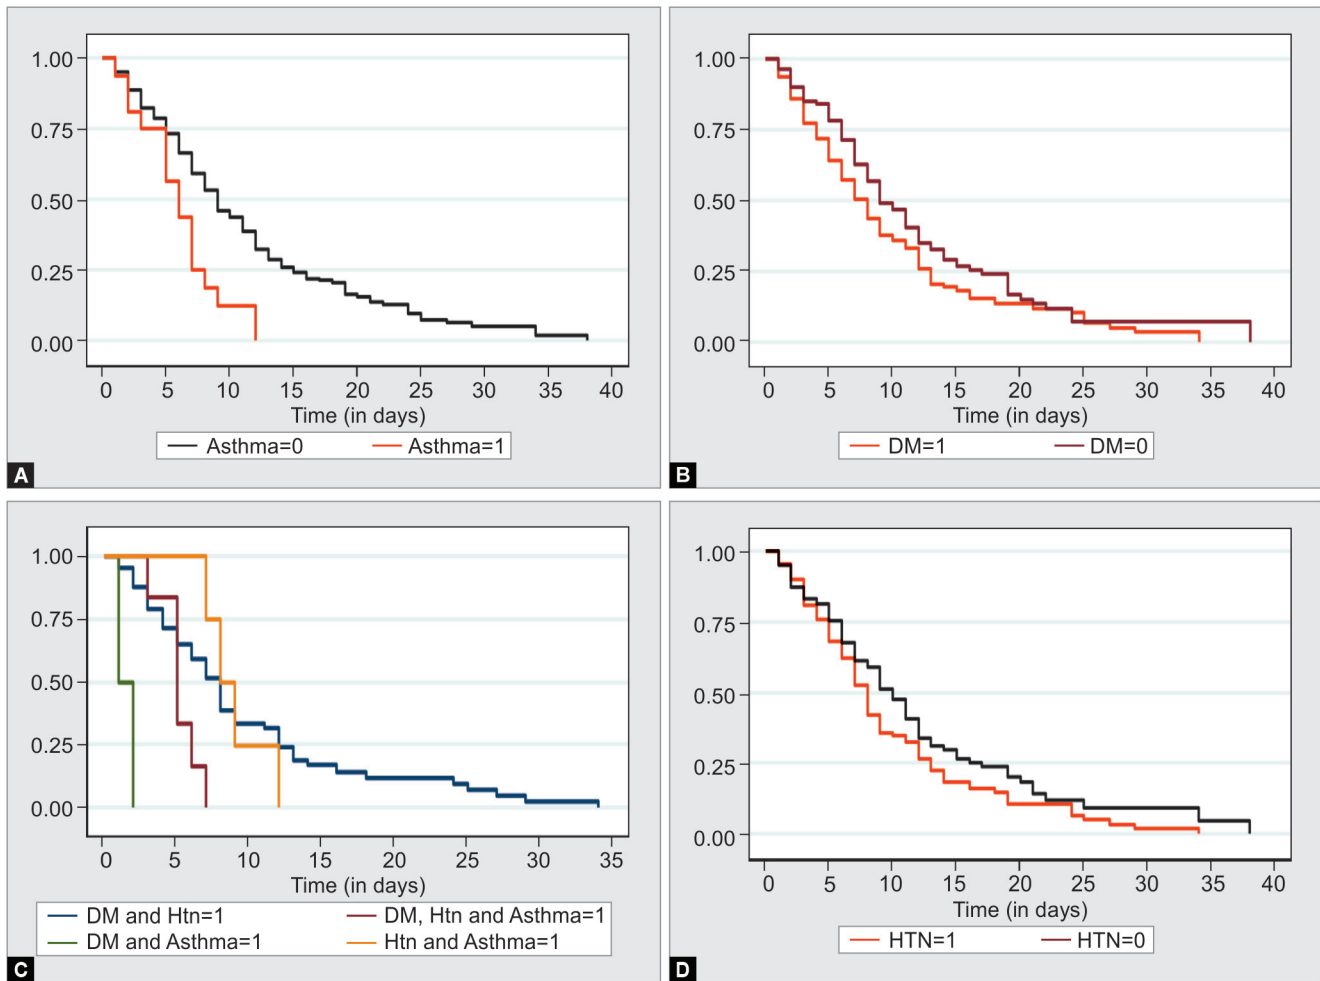 1.00
0.75
0.50
0.25
0.00
0 5 10 15 20 25 30 35 40
Time (in days)
Asthma=0 Asthma=1
A
1.00
0.75
0.50
0.25
0.00
0 5 10 15 20 25 30 35 40
Time (in days)
DM=1 DM=0
B
1.00
0.75
0.50
0.25
0.00
0 5 10 15 20 25 30 35
Time (in days)
DM and Htn=1 DM, Htn and Asthma=1
DM and Asthma=1 Htn and Asthma=1
C
1.00
0.75
0.50
0.25
0.00
0 5 10 15 20 25 30 35 40
Time (in days)
HTN=1 HTN=0
D